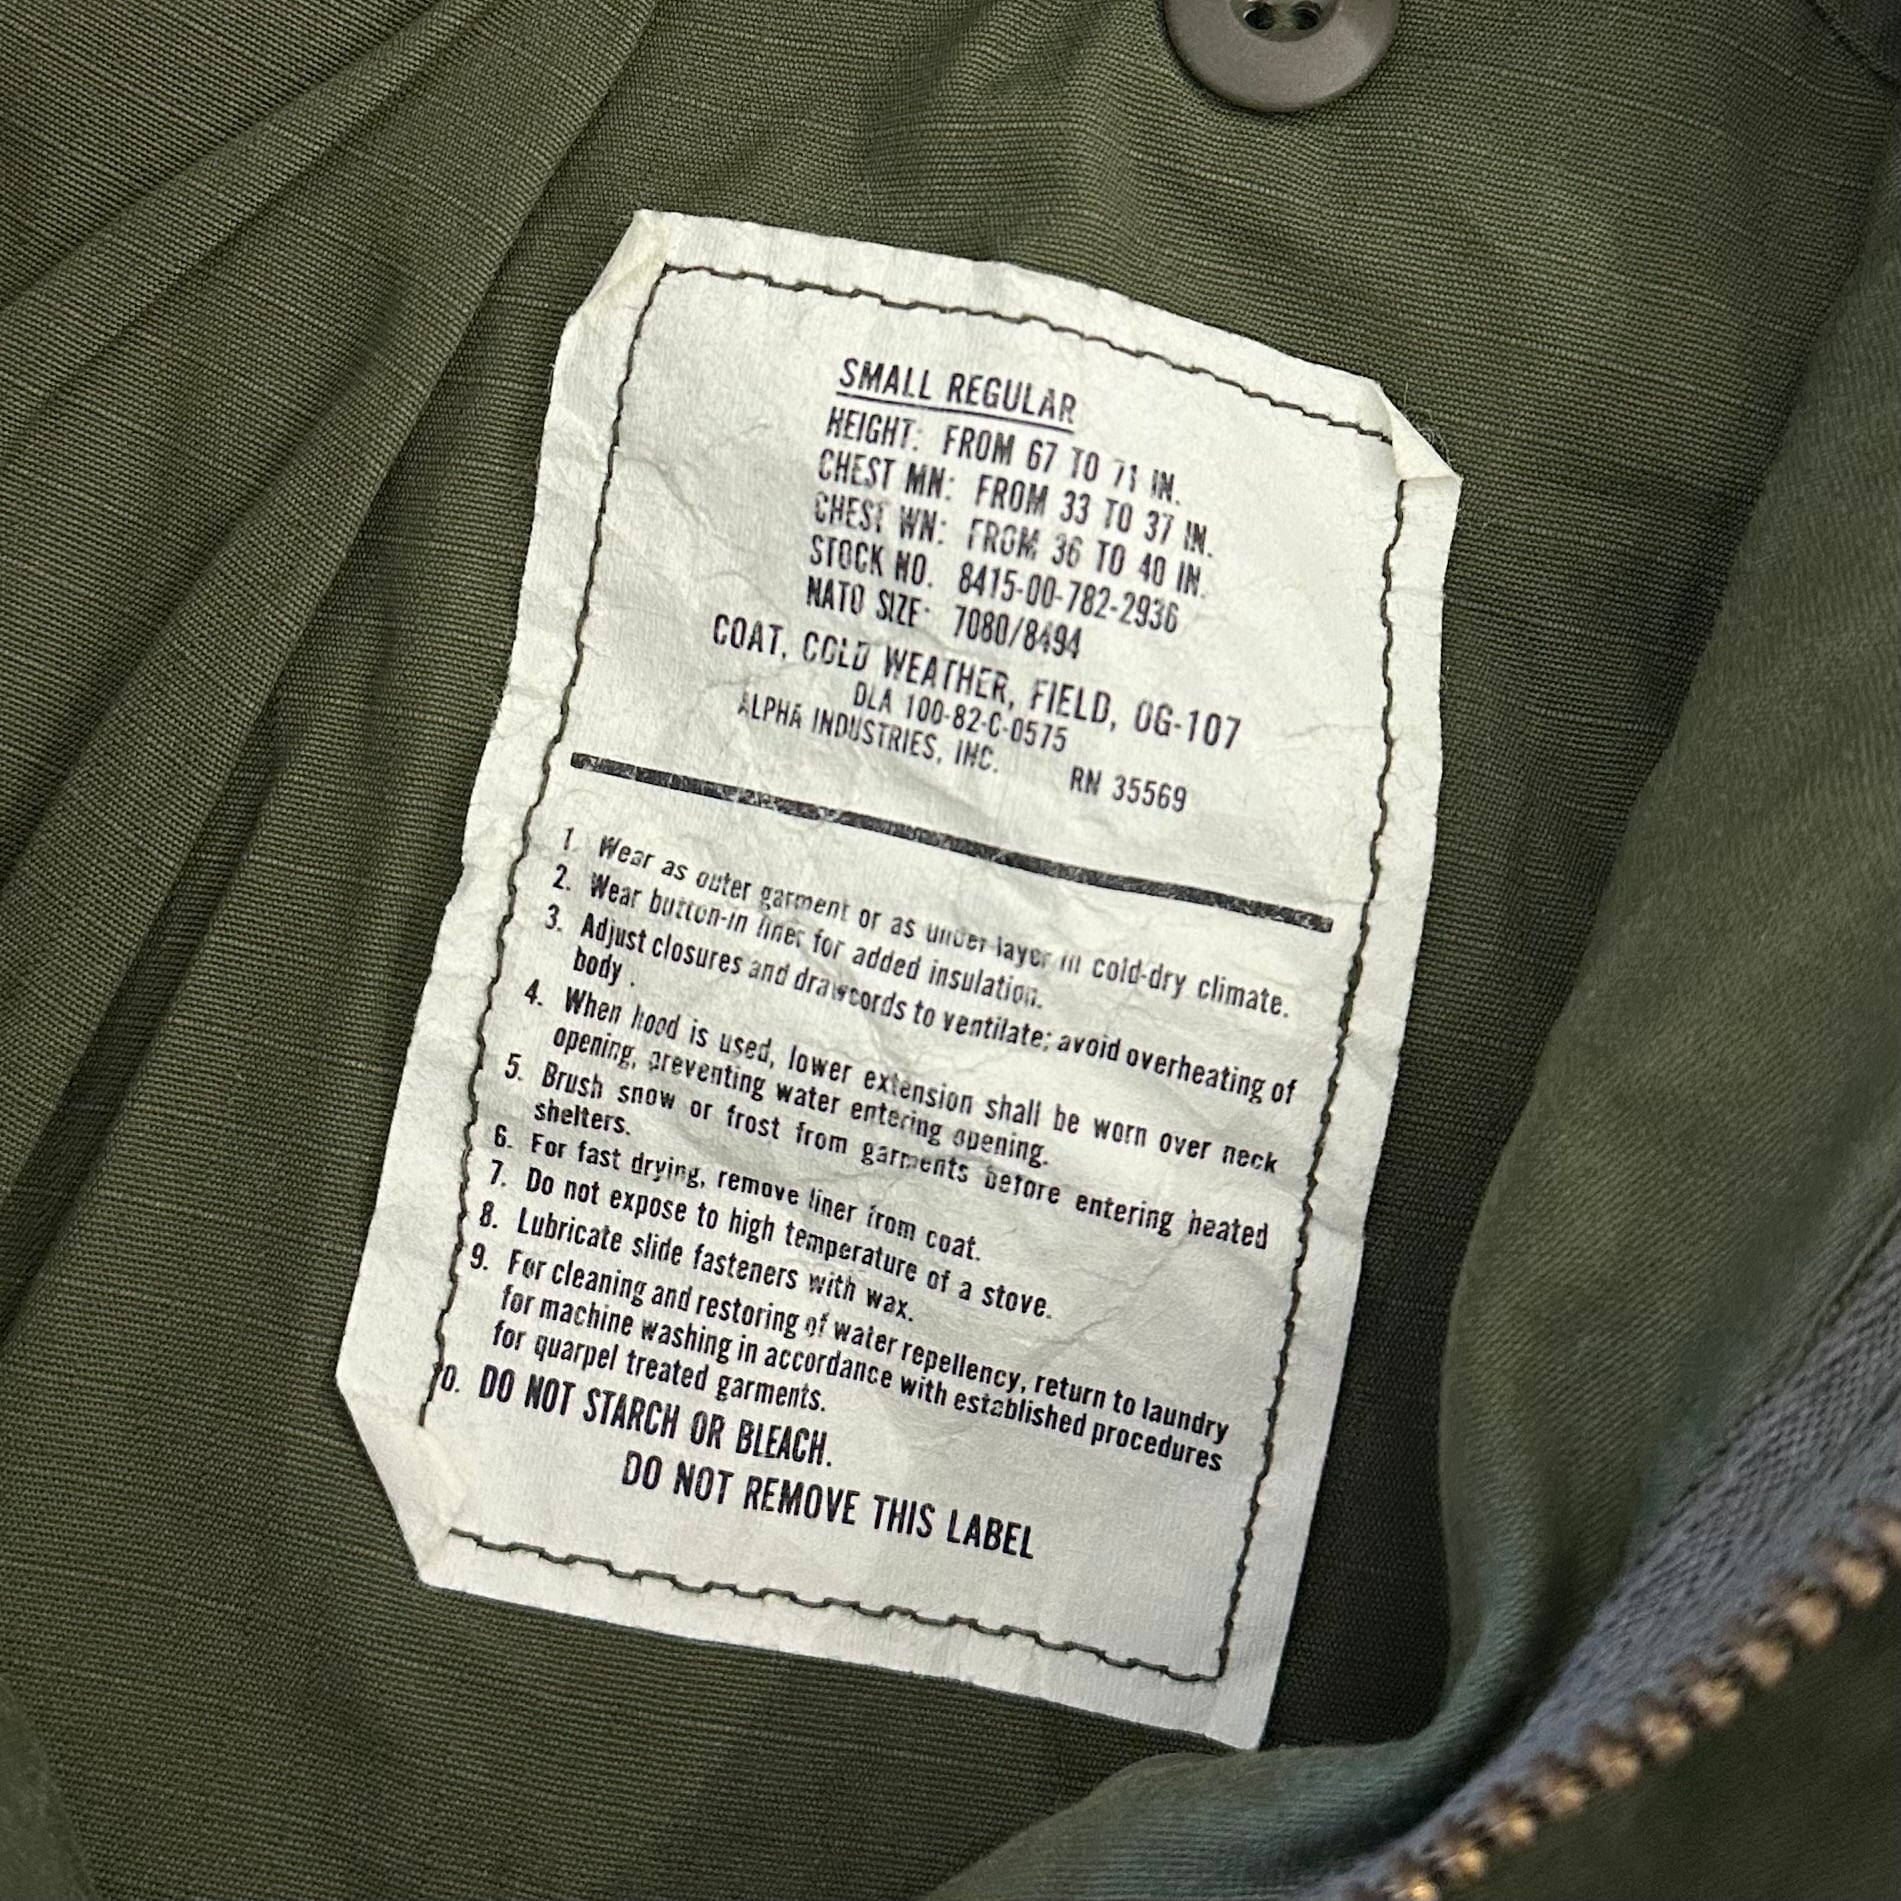 SMALL REGULAR
HEIGHT: FROM 67 TO 71 IN.
CHEST MN: FROM 33 TO 37 IN.
CHEST WN: FROM 36 TO 40 IN.
STOCK NO. 8415-00-782-2936
NATO SIZE: 7080/8494
COAT, COLD WEATHER, FIELD, OG-107
DLA 100-82-C-0575
ALPHA INDUSTRIES, INC. RN 35569
1. Wear as outer garment or as under layer in cold-dry climate.
2. Wear button-in liner for added insulation.
3. Adjust closures and drawcords to ventilate; avoid overheating of
body.
4. When hood is used, lower extension shall be worn over neck
opening, preventing water entering opening.
5. Brush snow or frost from garments before entering heated
shelters.
6. For fast drying, remove liner from coat.
7. Do not expose to high temperature of a stove.
8. Lubricate slide fasteners with wax.
9. For cleaning and restoring of water repellency, return to laundry
for machine washing in accordance with established procedures
for quarpel treated garments.
10. DO NOT STARCH OR BLEACH.
DO NOT REMOVE THIS LABEL